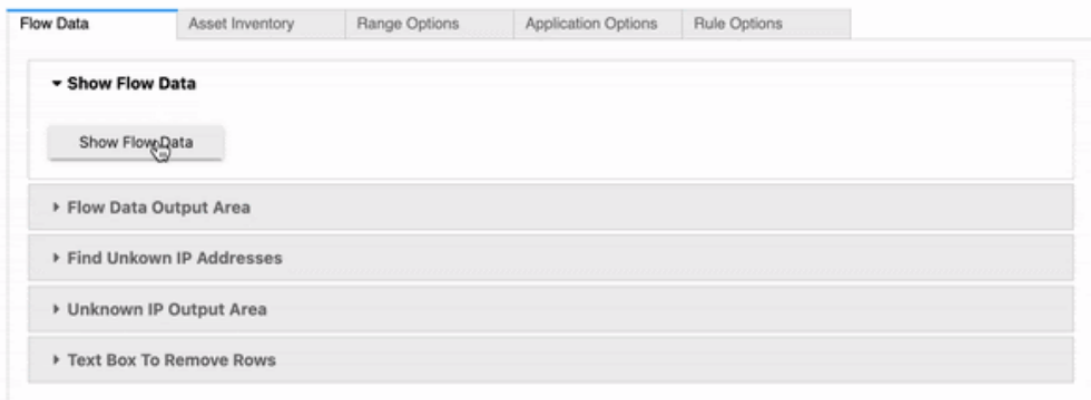 Flow Data Asset Inventory Range Options Application Options Rule Options
Show Flow Data
Show Flow Data
Flow Data Output Area
Find Unkown IP Addresses
Unknown IP Output Area
Text Box To Remove Rows